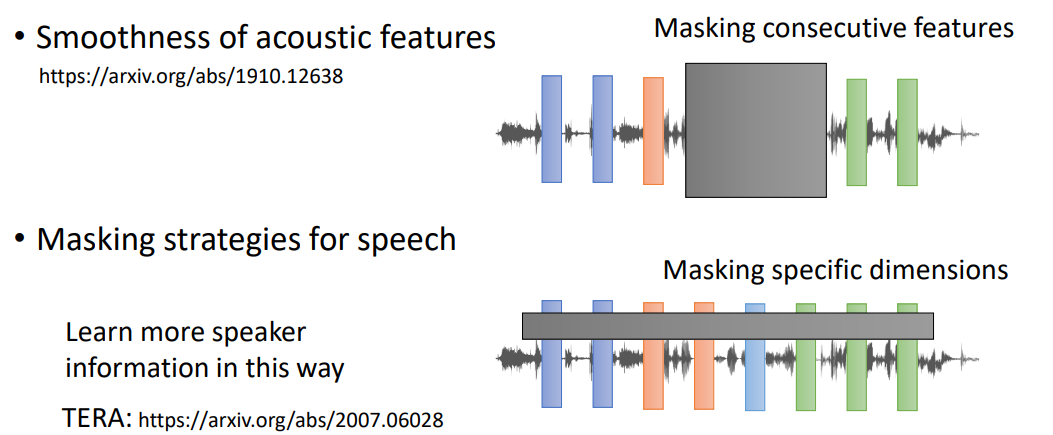 • Smoothness of acoustic features
https://arxiv.org/abs/1910.12638
Masking consecutive features
• Masking strategies for speech
Masking specific dimensions
Learn more speaker
information in this way
TERA: https://arxiv.org/abs/2007.06028